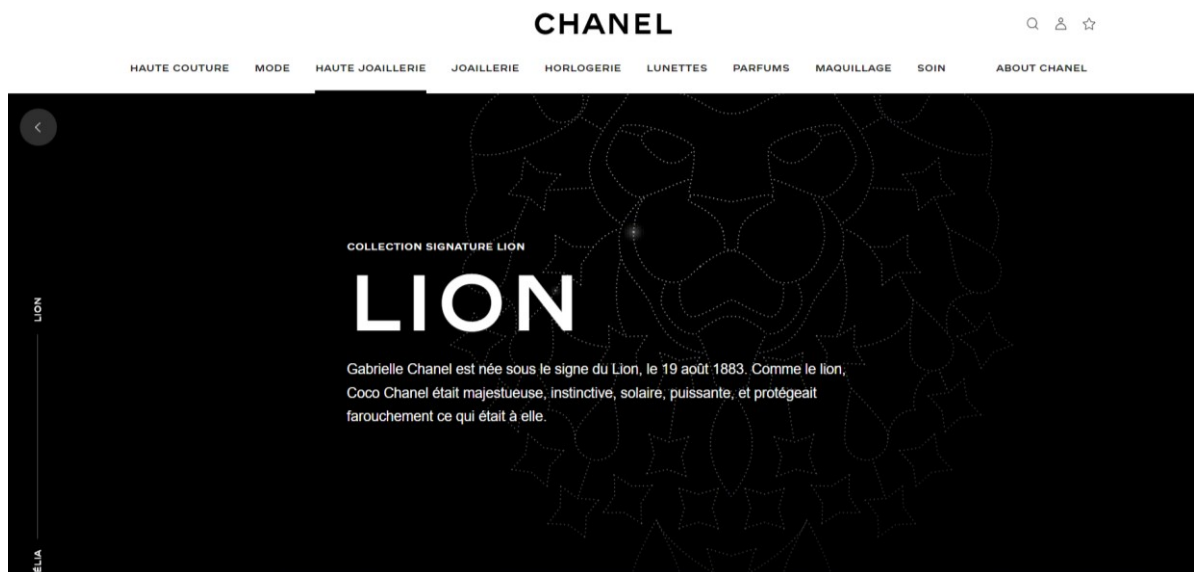 CHANEL
HAUTE COUTURE MODE HAUTE JOAILLERIE JOAILLERIE HORLOGERIE LUNETTES PARFUMS MAQUILLAGE SOIN ABOUT CHANEL
COLLECTION SIGNATURE LION
LION
Gabrielle Chanel est née sous le signe du Lion, le 19 août 1883. Comme le lion,
Coco Chanel était majestueuse, instinctive, solaire, puissante, et protégeait
farouchement ce qui était à elle.
LION